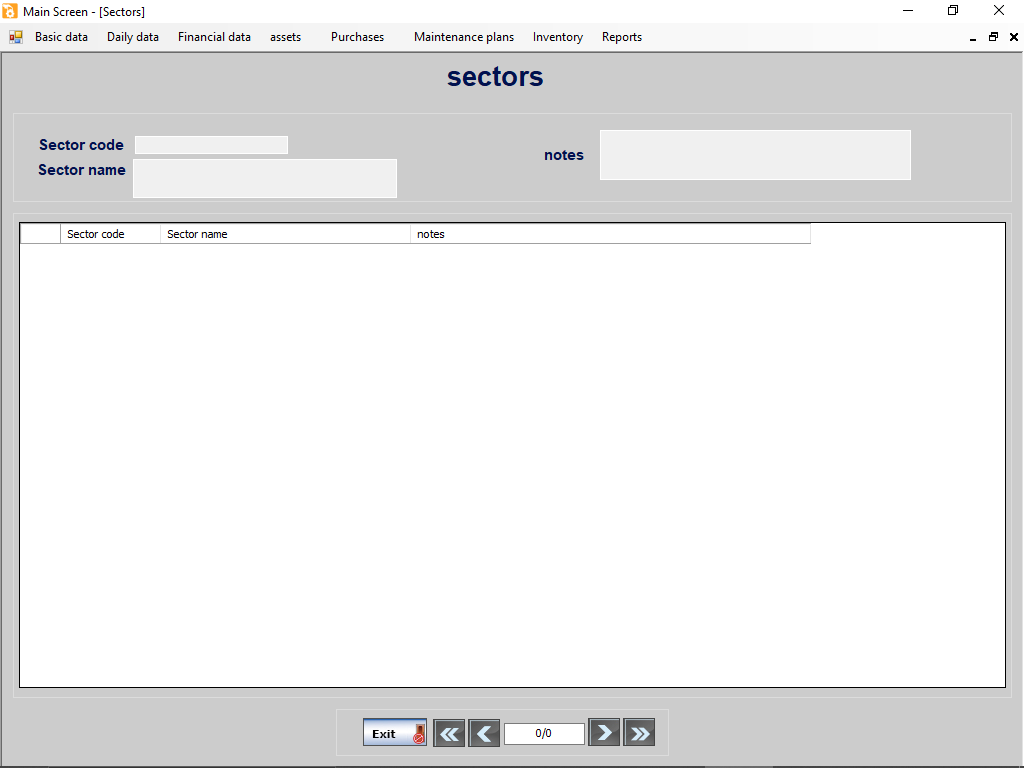 Main Screen - [Sectors]
Basic data Daily data Financial data assets Purchases Maintenance plans Inventory Reports
sectors
Sector code
notes
Sector name
Sector code Sector name notes
Exit 0/0